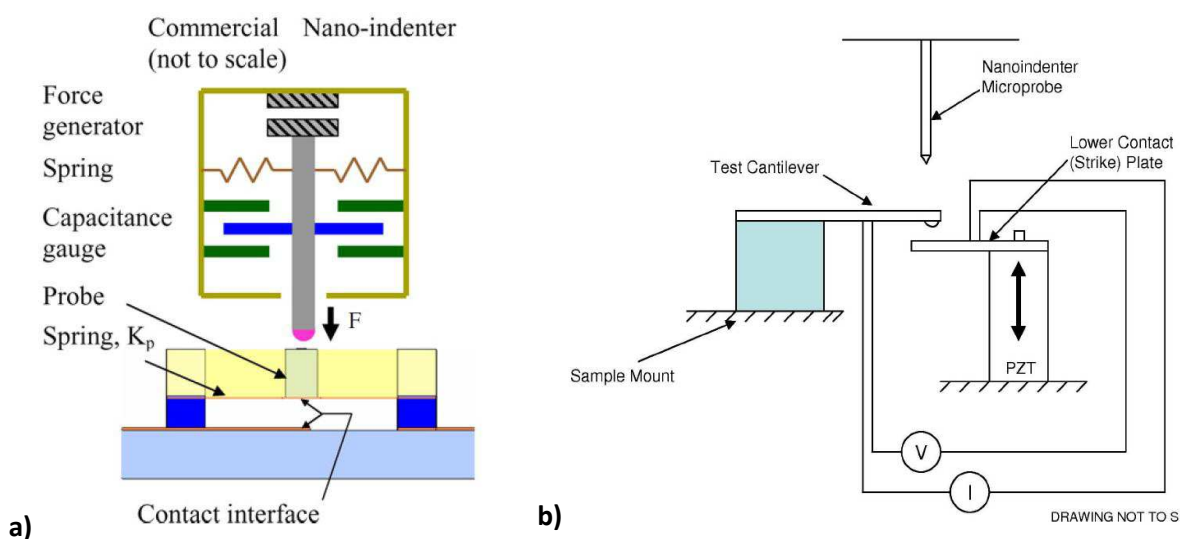 Commercial Nano-indenter
(not to scale)
Force
generator
Spring
Capacitance
gauge
Probe
Spring, Kp
F
Contact interface
a)
Nanoindenter
Microprobe
Lower Contact
(Strike) Plate
Test Cantilever
Sample Mount
PZT
V
I
DRAWING NOT TO S
b)